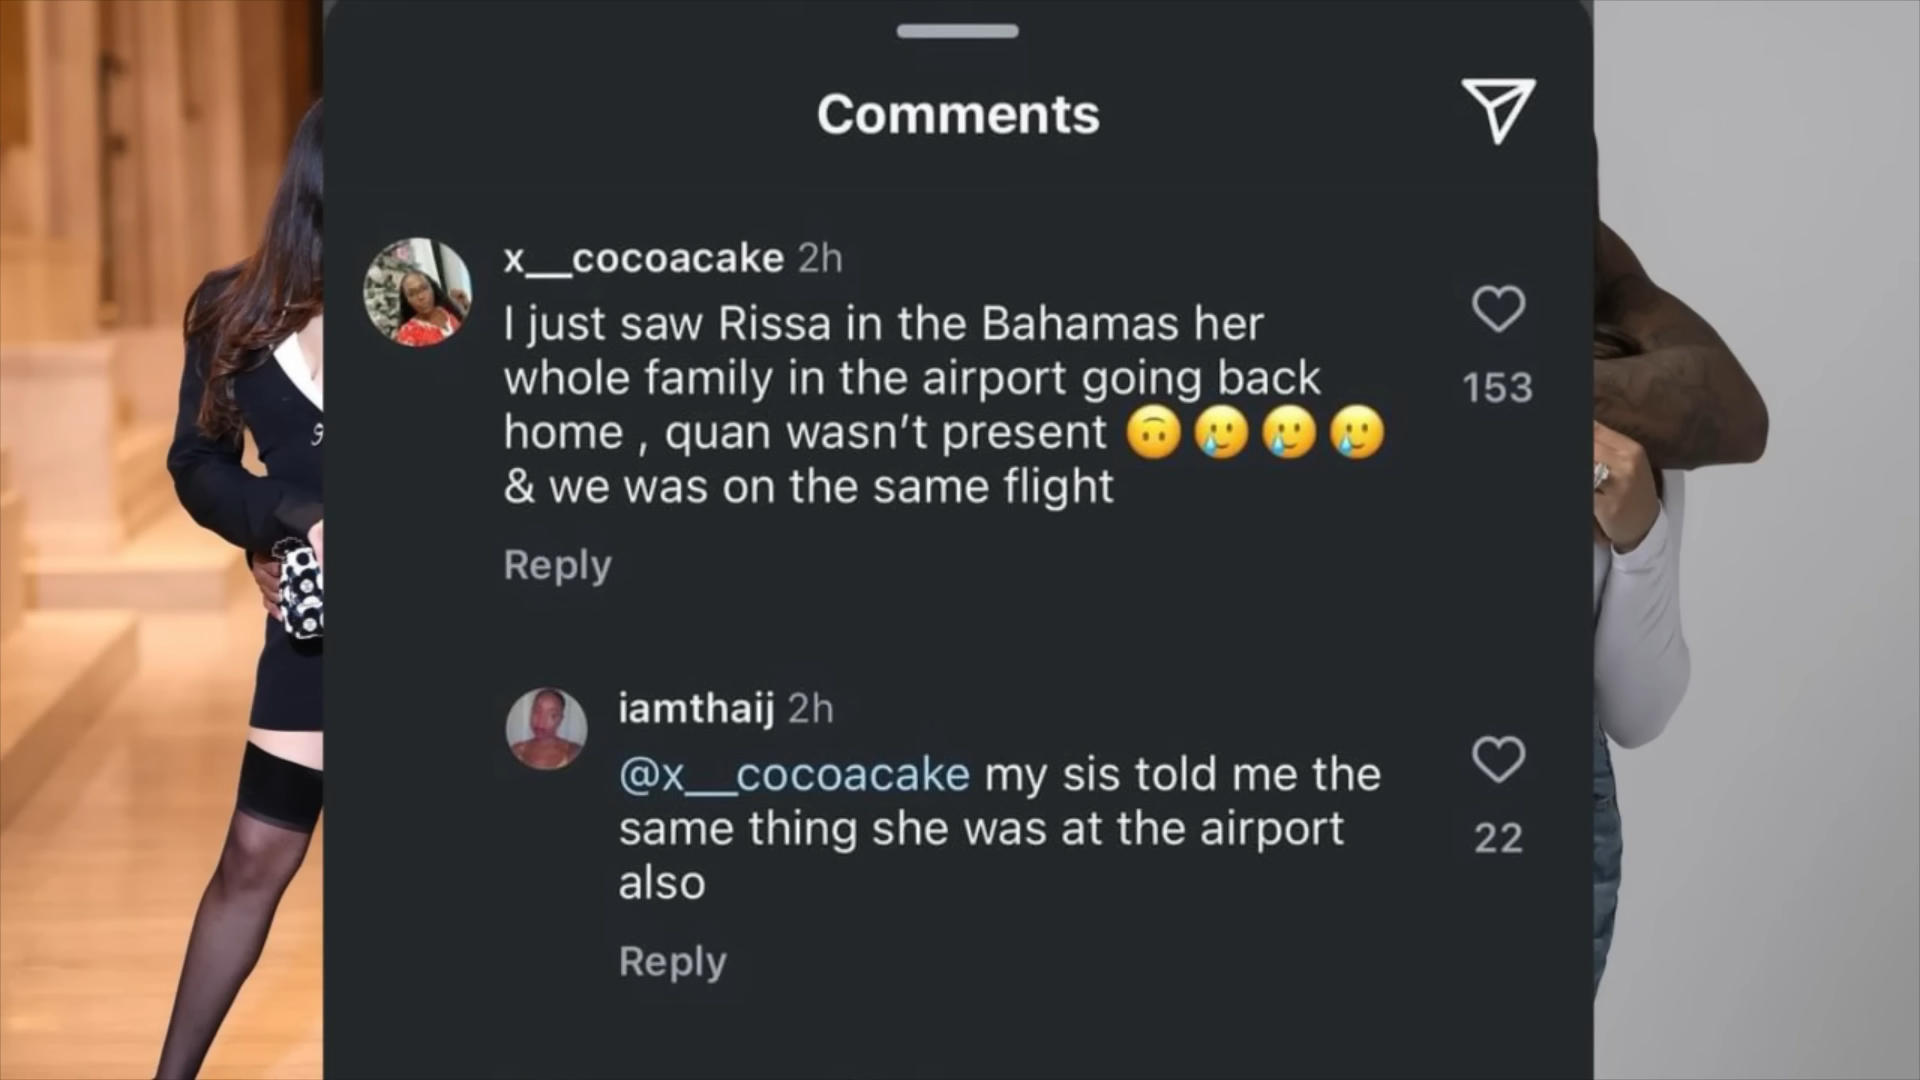 Comments
x__cocoacake 2h
I just saw Rissa in the Bahamas her
whole family in the airport going back
home , quan wasn’t present 🙃🥲🥲🥲
& we was on the same flight
153
Reply
iamthaij 2h
@x__cocoacake my sis told me the
same thing she was at the airport
also
22
Reply